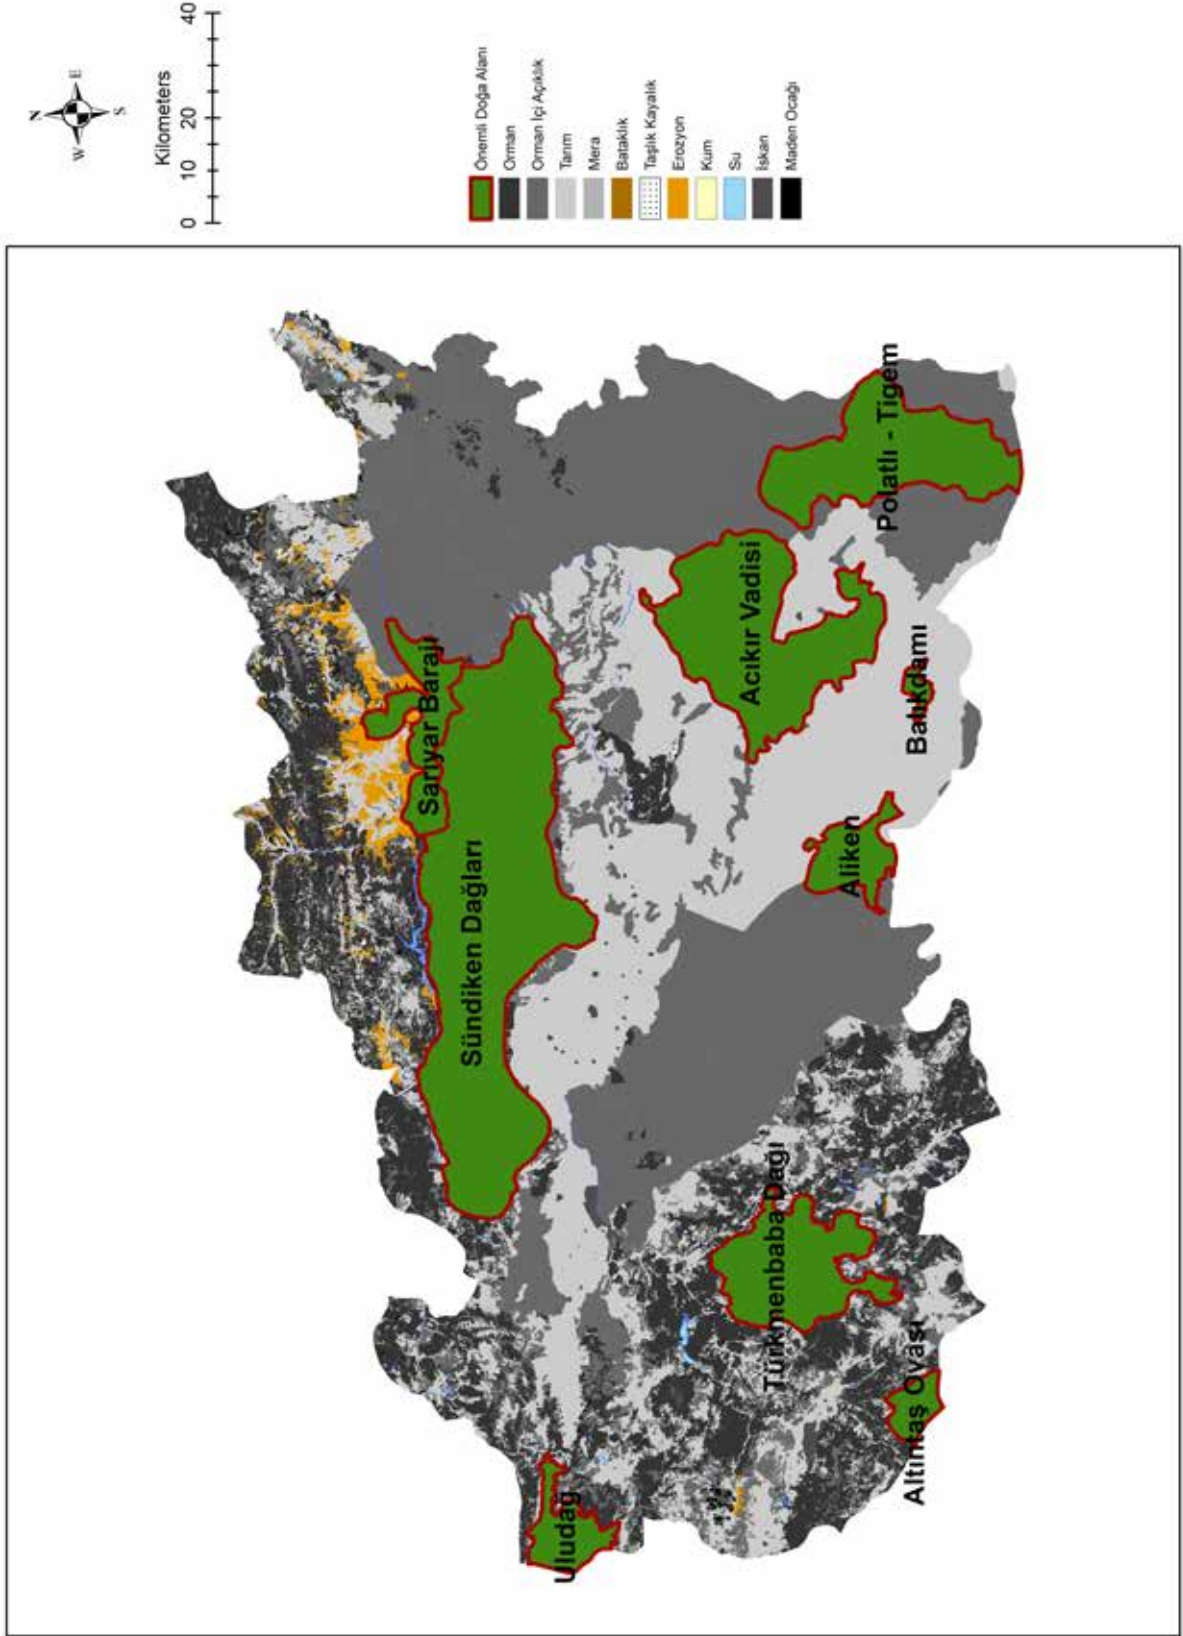 N
W
E
S
Kilometers
0 10 20 40
Önemli Doğa Alanı
Orman
Orman İçi Açıklık
Tarım
Mera
Bataklık
Taşlık Kayalık
Erozyon
Kum
Su
İskan
Maden Ocağı
Sarıyar Barajı
Sündiken Dağları
Polatlı - Tigem
Acıkır Vadisi
Balıkdamı
Aliken
Türkmenbaba Dağı
Altıntaş Ovası
Uludağ